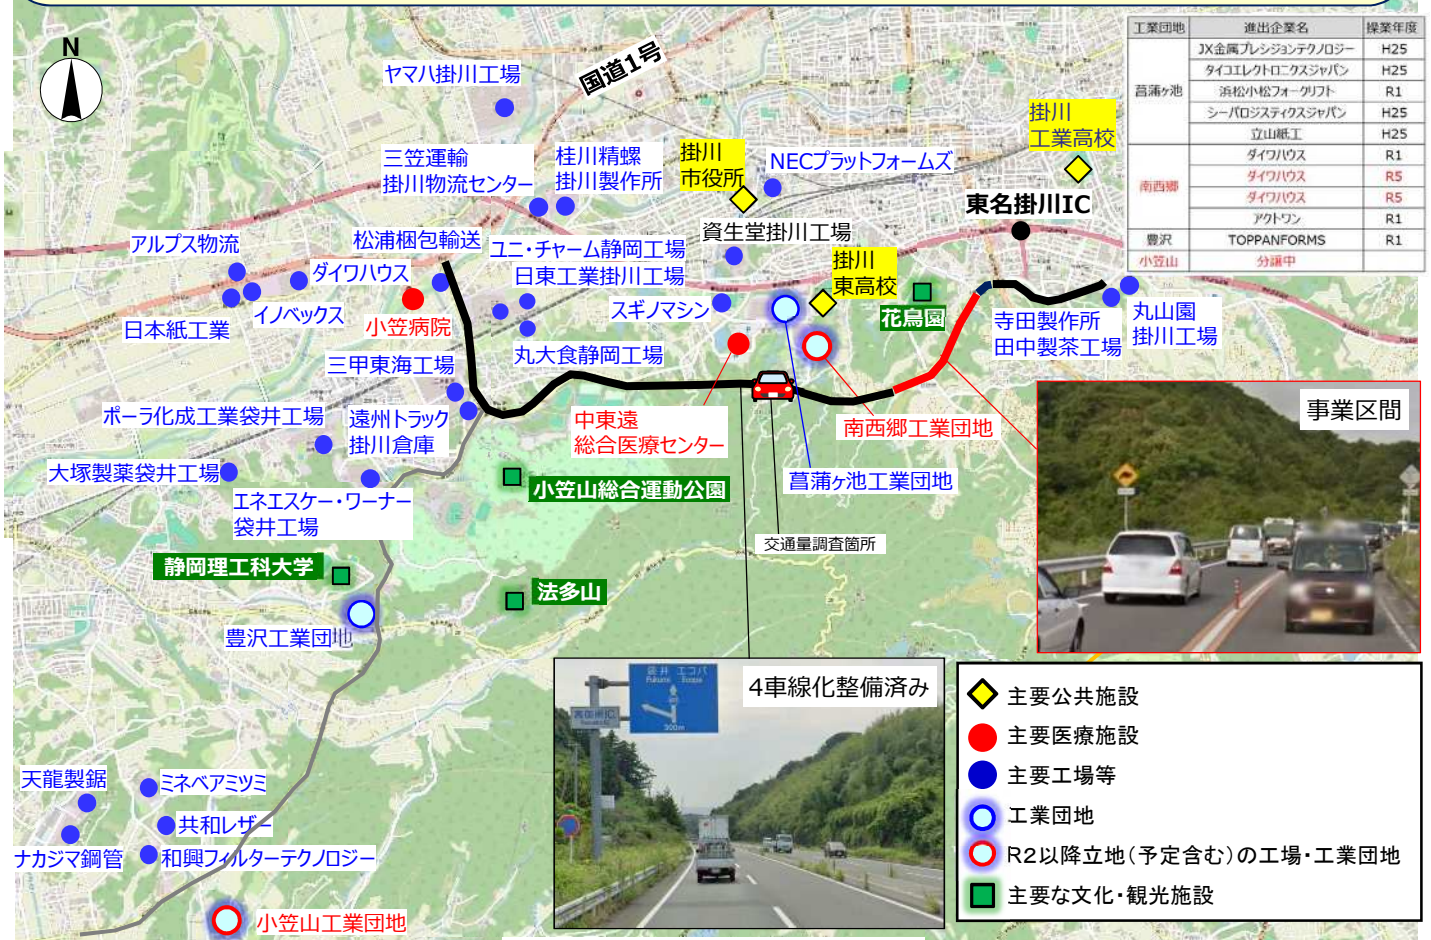 N
国道1号
ヤマハ掛川工場
三笠運輸
掛川物流センター
桂川精螺
掛川製作所
掛川
市役所
NECプラットフォームズ
掛川
工業高校
東名掛川IC
工業団地 進出企業名 操業年度
菖蒲ヶ池 JX金属プレシジョンテクノロジー H25
タイコエレクトロニクスジャパン H25
浜松小松フォークリフト R1
シーバロジスティクスジャパン H25
立山紙工 H25
南西郷 ダイワハウス R1
ダイワハウス R5
ダイワハウス R5
アクトワン R1
豊沢 TOPPANFORMS R1
小笠山 分譲中
アルプス物流
松浦梱包輸送
ダイワハウス
ユニ・チャーム静岡工場
日東工業掛川工場
資生堂掛川工場
掛川
東高校
日本紙工業
イノベックス
小笠病院
スギノマシン
花鳥園
寺田製作所
田中製茶工場
丸山園
掛川工場
丸大食静岡工場
三甲東海工場
ポーラ化成工業袋井工場
遠州トラック
掛川倉庫
中東遠
総合医療センター
南西郷工業団地
事業区間
大塚製薬袋井工場
エネエスケー・ワーナー
袋井工場
小笠山総合運動公園
菖蒲ヶ池工業団地
交通量調査箇所
静岡理工科大学
法多山
豊沢工業団地
袋井 エコパ
Fukuroi Ecopa
300m
4車線化整備済み
主要公共施設
主要医療施設
主要工場等
工業団地
R2以降立地(予定含む)の工場・工業団地
主要な文化・観光施設
天龍製鋸
ミネベアミツミ
共和レザー
ナカジマ鋼管
和興フィルターテクノロジー
小笠山工業団地